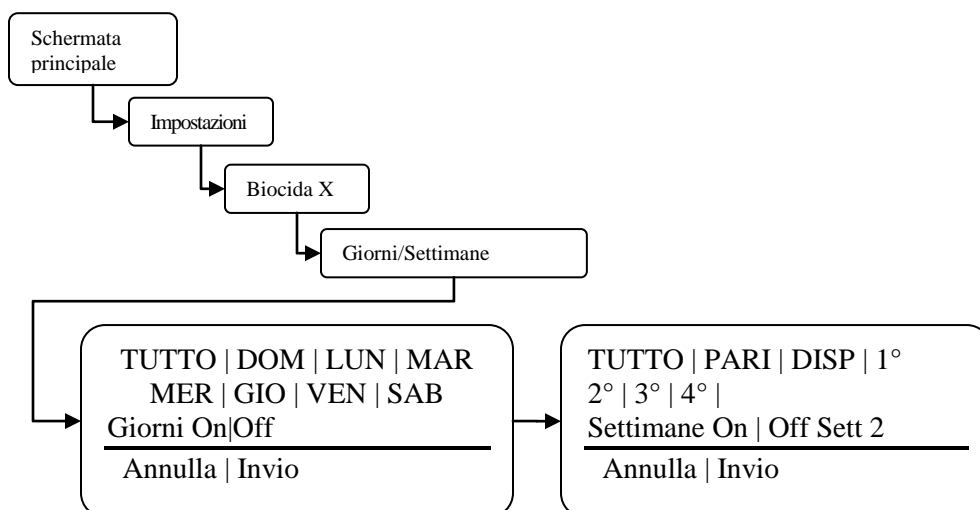 Schermata
principale
Impostazioni
Biocida X
Giorni/Settimane
TUTTO | DOM | LUN | MAR
MER | GIO | VEN | SAB
Giorni On|Off
Annulla | Invio
TUTTO | PARI | DISP | 1°
2° | 3° | 4° |
Settimane On | Off Sett 2
Annulla | Invio